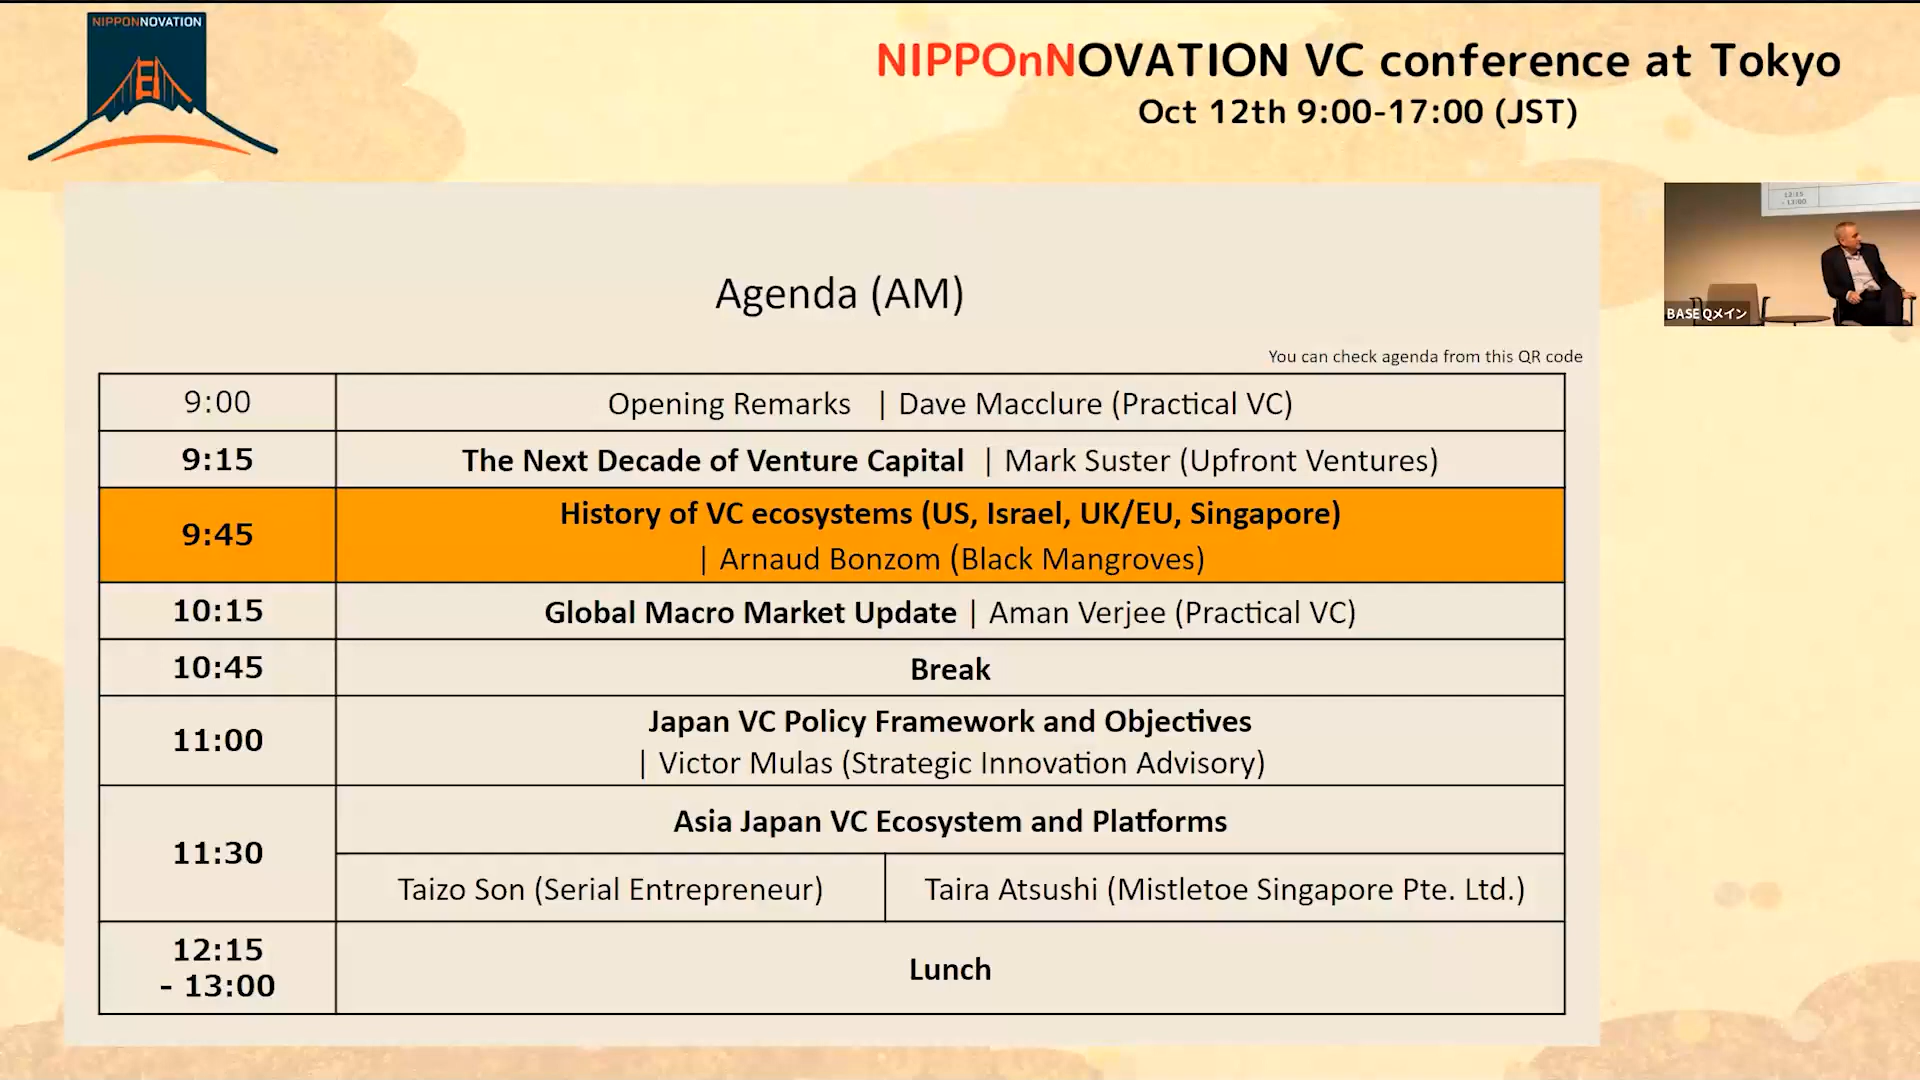 NIPPONNOVATION
NIPPOnNOVATION VC conference at Tokyo
Oct 12th 9:00-17:00 (JST)
Agenda (AM)
You can check agenda from this QR code
9:00
Opening Remarks | Dave Macclure (Practical VC)
9:15
The Next Decade of Venture Capital | Mark Suster (Upfront Ventures)
9:45
History of VC ecosystems (US, Israel, UK/EU, Singapore)
| Arnaud Bonzom (Black Mangroves)
10:15
Global Macro Market Update | Aman Verjee (Practical VC)
10:45
Break
11:00
Japan VC Policy Framework and Objectives
| Victor Mulas (Strategic Innovation Advisory)
11:30
Asia Japan VC Ecosystem and Platforms
Taizo Son (Serial Entrepreneur)
Taira Atsushi (Mistletoe Singapore Pte. Ltd.)
12:15
- 13:00
Lunch
12:15
- 13:00
BASE Qメイン